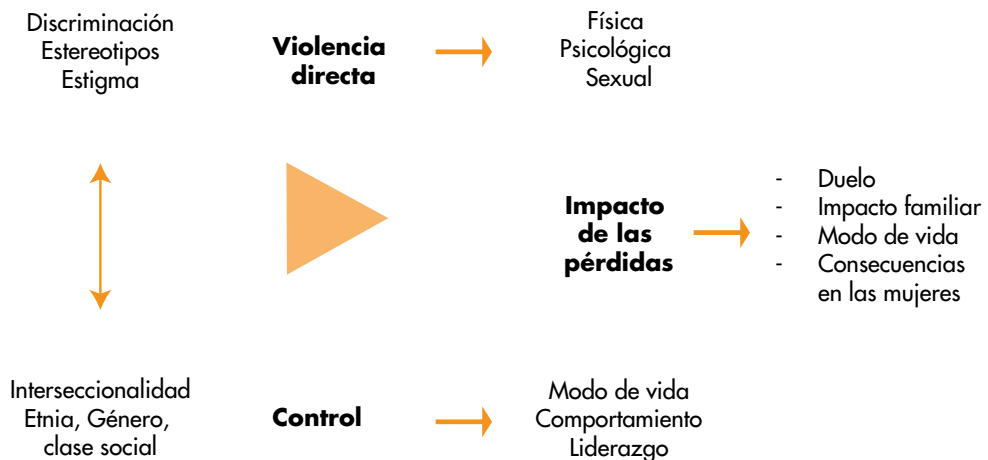 Discriminación
Estereotipos
Estigma
Violencia
directa
Física
Psicológica
Sexual
Impacto
de las
pérdidas
- Duelo
- Impacto familiar
- Modo de vida
- Consecuencias
en las mujeres
Interseccionalidad
Etnia, Género,
clase social
Control
Modo de vida
Comportamiento
Liderazgo